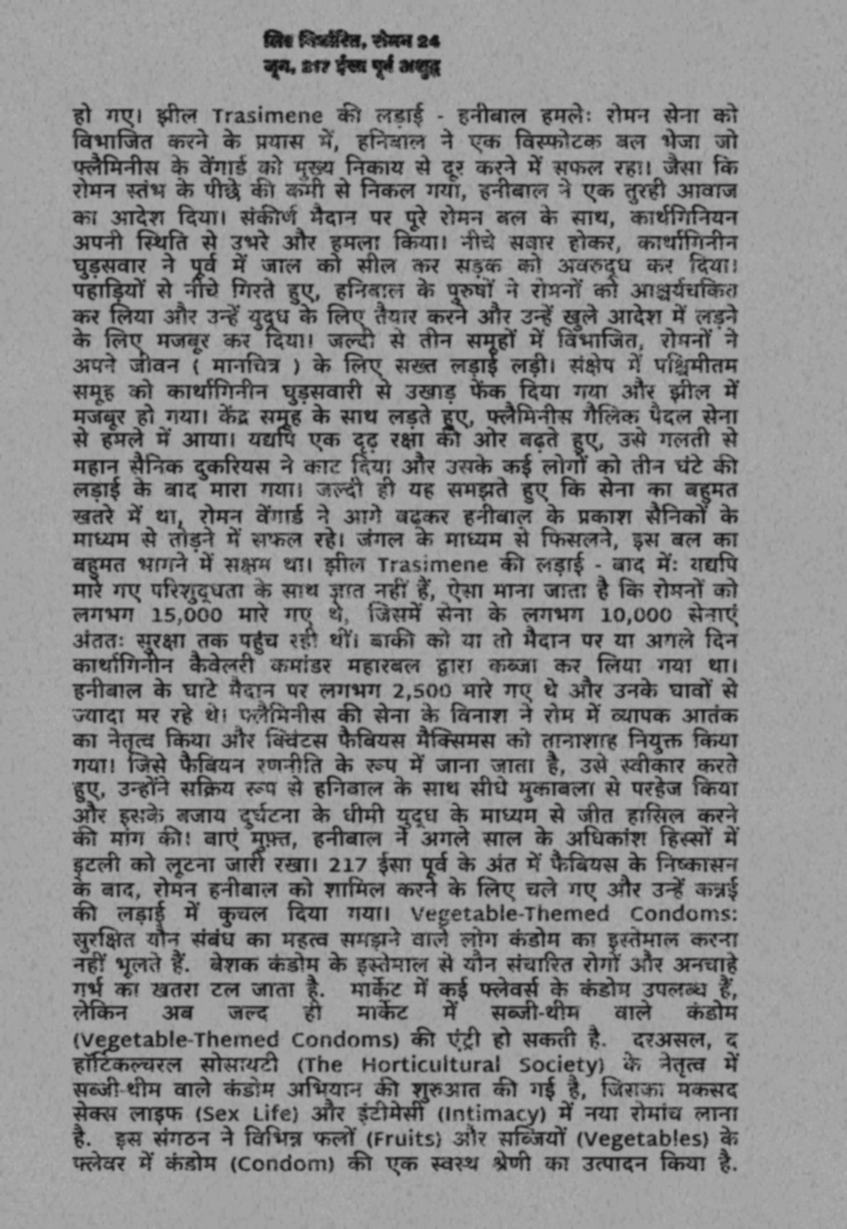 सिर निर्धारित, रोमन 24
जून, 217 ईसा पूर्व अशुद्ध
हो गए। झील Trasimene की लड़ाई - हनीबाल हमले: रोमन सेना को
विभाजित करने के प्रयास में, हनिबाल ने एक विस्फोटक बल भेजा जो
फ्लैमिनीस के वेंगार्ड को मुख्य निकाय से दूर करने में सफल रहा। जैसा कि
रोमन स्तंभ के पीछे की कमी से निकल गया, हनीबाल ने एक तुरही आवाज
का आदेश दिया। संकीर्ण मैदान पर पूरे रोमन बल के साथ, कार्थगिनियन
अपनी स्थिति से उभरे और हमला किया। नीचे सवार होकर, कार्थागिनीन
घुड़सवार ने पूर्व में जाल को सील कर सड़क को अवरुद्ध कर दिया।
पहाड़ियों से नीचे गिरते हुए, हनिबाल के पुरुषों ने रोमनों को आश्चर्यचकित
कर लिया और उन्हें युद्ध के लिए तैयार करने और उन्हें खुले आदेश में लड़ने
के लिए मजबूर कर दिया। जल्दी से तीन समूहों में विभाजित, रोमनों ने
अपने जीवन ( मानचित्र ) के लिए सख्त लड़ाई लड़ी। संक्षेप में पश्चिमीतम
समूह को कार्थागिनीन घुड़सवारी से उखाड़ फेंक दिया गया और झील में
मजबूर हो गया। केंद्र समूह के साथ लड़ते हुए, फ्लैमिनीस गैलिक पैदल सेना
से हमले में आया। यद्यपि एक दृढ़ रक्षा की ओर बढ़ते हुए, उसे गलती से
महान सैनिक दुकरियस ने काट दिया और उसके कई लोगों को तीन घंटे की
लड़ाई के बाद मारा गया। जल्दी ही यह समझते हुए कि सेना का बहुमत
खतरे में था, रोमन वेंगार्ड ने आगे बढ़कर हनीबाल के प्रकाश सैनिकों के
माध्यम से तोड़ने में सफल रहे। जंगल के माध्यम से फिसलने, इस बल का
बहुमत भागने में सक्षम था। झील Trasimene की लड़ाई - बाद में: यद्यपि
मारे गए परिशुद्धता के साथ ज्ञात नहीं हैं, ऐसा माना जाता है कि रोमनों को
लगभग 15,000 मारे गए थे, जिसमें सेना के लगभग 10,000 सेनाएं
अंततः सुरक्षा तक पहुंच रही थीं। बाकी को या तो मैदान पर या अगले दिन
कार्थागिनीन कैवेलरी कमांडर महारबल द्वारा कब्जा कर लिया गया था।
हनीबाल के घाटे मैदान पर लगभग 2,500 मारे गए थे और उनके घावों से
ज्यादा मर रहे थे। फ्लैमिनीस की सेना के विनाश ने रोम में व्यापक आतंक
का नेतृत्व किया और क्विंटस फैबियस मैक्सिमस को तानाशाह नियुक्त किया
गया। जिसे फैबियन रणनीति के रूप में जाना जाता है, उसे स्वीकार करते
हुए, उन्होंने सक्रिय रूप से हनिवाल के साथ सीधे मुकाबला से परहेज किया
और इसके बजाय दुर्घटना के धीमी युद्ध के माध्यम से जीत हासिल करने
की मांग की। बाएं मुफ़्त, हनीबाल ने अगले साल के अधिकांश हिस्सों में
इटली को लूटना जारी रखा। 217 ईसा पूर्व के अंत में फैबियस के निष्कासन
के बाद, रोमन हनीबाल को शामिल करने के लिए चले गए और उन्हें कन्नई
की लड़ाई में कुचल दिया गया। Vegetable-Themed Condoms:
सुरक्षित यौन संबंध का महत्व समझने वाले लोग कंडोम का इस्तेमाल करना
नहीं भूलते हैं. बेशक कंडोम के इस्तेमाल से यौन संचारित रोगों और अनचाहे
गर्भ का खतरा टल जाता है. मार्केट में कई फ्लेवर्स के कंडोम उपलब्ध हैं,
लेकिन अब जल्द ही मार्केट में सब्जी-थीम वाले कंडोम
(Vegetable-Themed Condoms) की एंट्री हो सकती है. दरअसल, द
हॉर्टिकल्चरल सोसायटी (The Horticultural Society) के नेतृत्व में
सब्जी-थीम वाले कंडोम अभियान की शुरुआत की गई है, जिसका मकसद
सेक्स लाइफ (Sex Life) और इंटीमेसी (Intimacy) में नया रोमांच लाना
है. इस संगठन ने विभिन्न फलों (Fruits) और सब्जियों (Vegetables) के
फ्लेवर में कंडोम (Condom) की एक स्वस्थ श्रेणी का उत्पादन किया है.